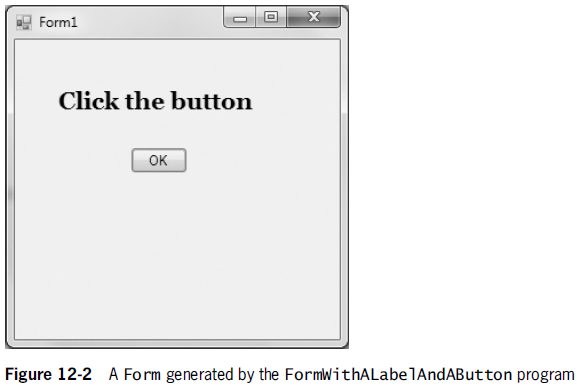 Form1
Click the button
OK
Figure 12-2 A Form generated by the FormWithALabelAndAButton program